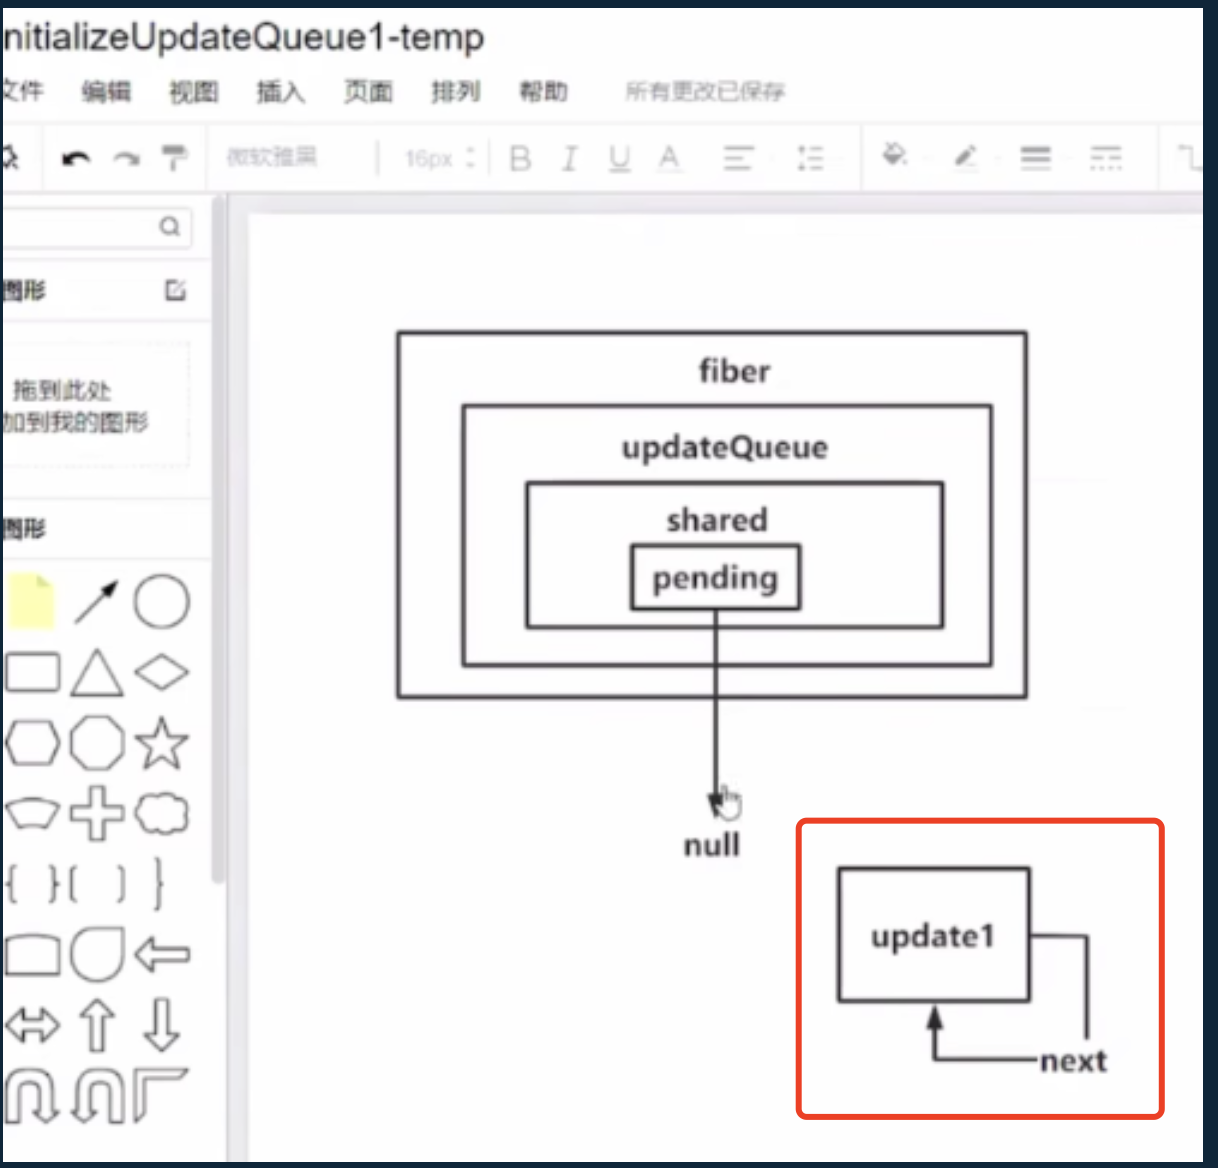 nitializeUpdateQueue1-temp
文件 编辑 视图 插入 页面 排列 帮助 所有更改已保存
微软雅黑 16px B I U A
图形
拖到此处
加到我的图形
图形
fiber
updateQueue
shared
pending
null
update1
next